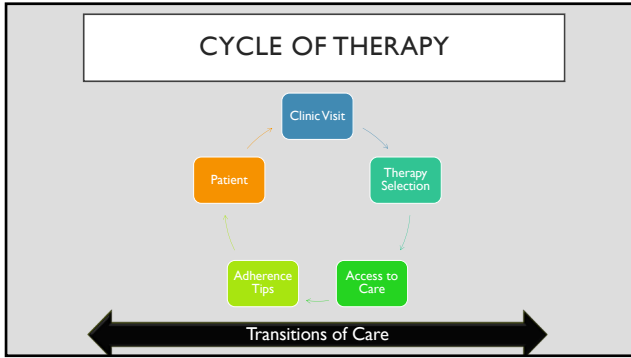 CYCLE OF THERAPY
Clinic Visit
Therapy
Selection
Access to
Care
Adherence
Tips
Patient
Transitions of Care